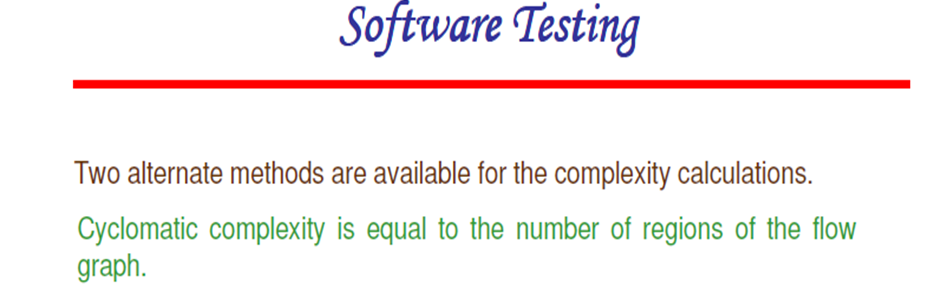 Software Testing
Two alternate methods are available for the complexity calculations.
Cyclomatic complexity is equal to the number of regions of the flow
graph.